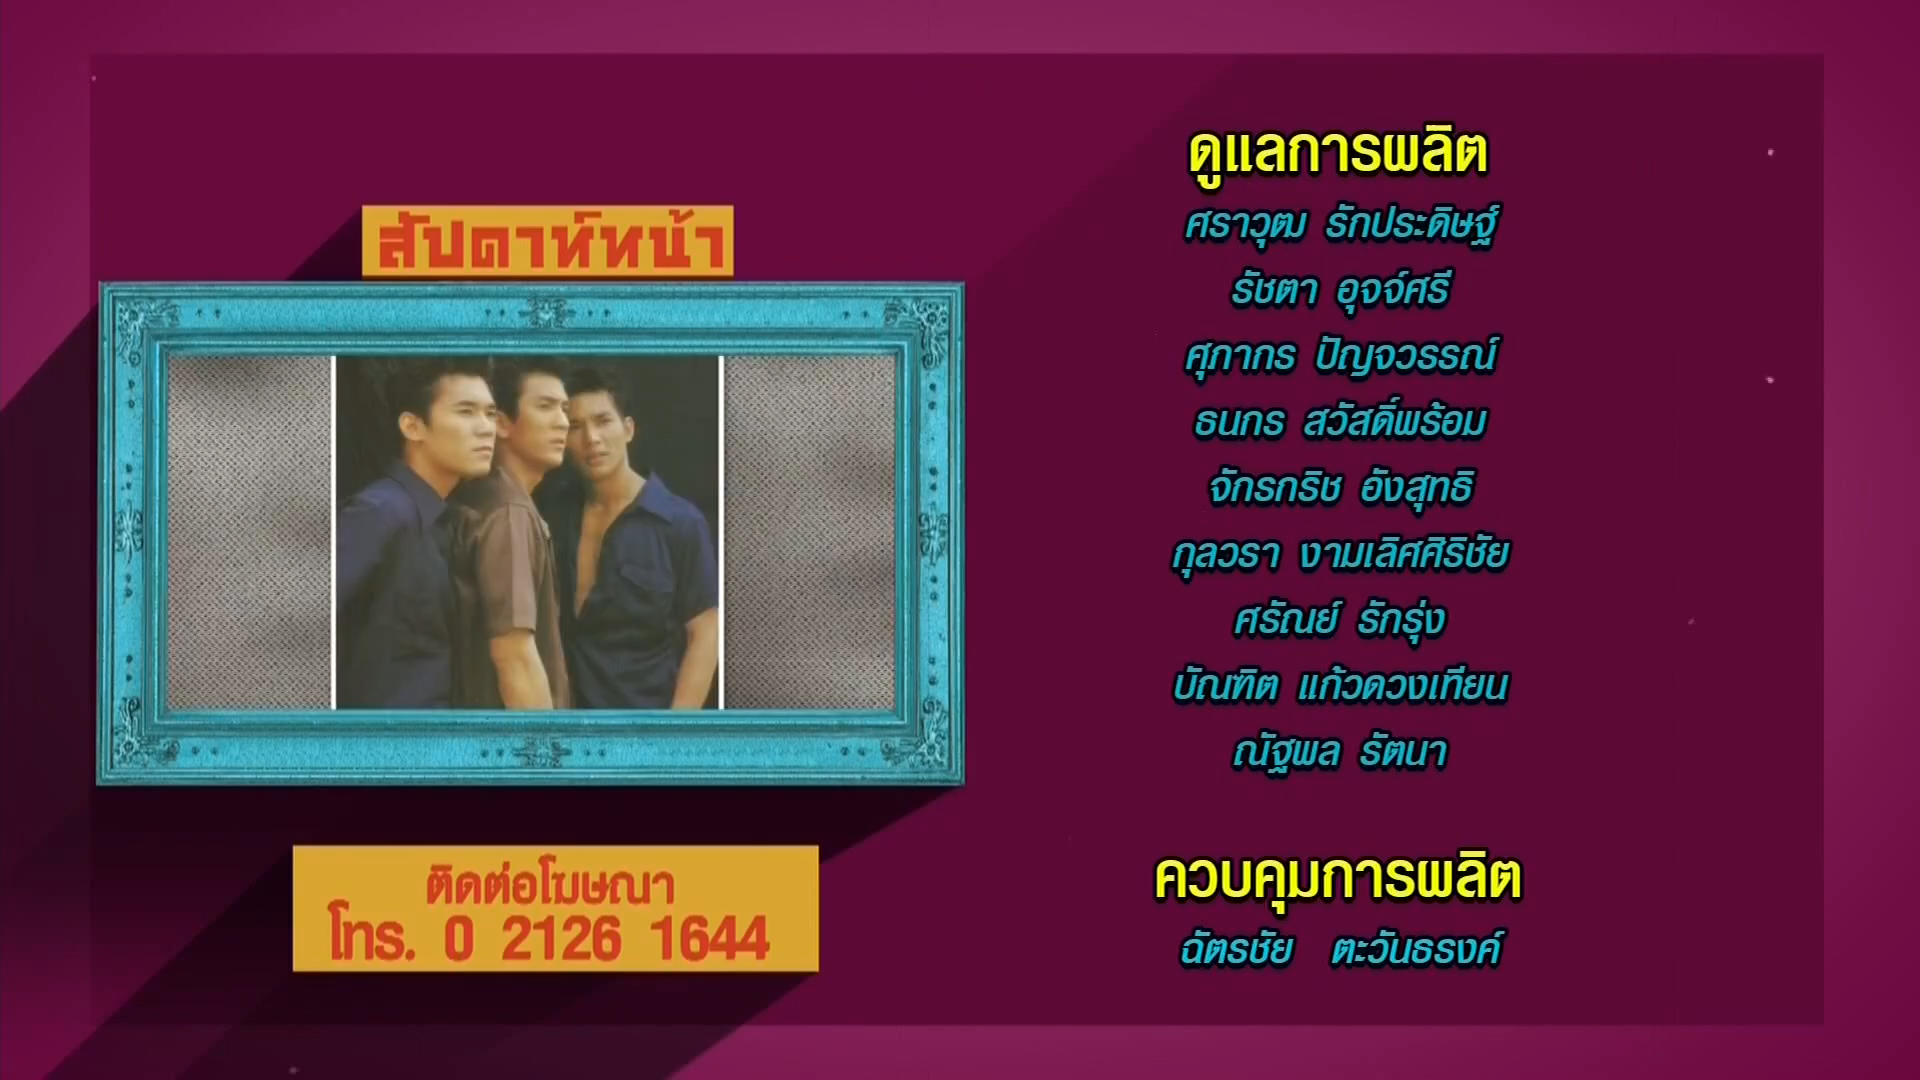 สัปดาห์หน้า
ติดต่อโฆษณา
โทร. 0 2126 1644
ดูแลการผลิต
ศราวุฒ รักประดิษฐ์
รัชตา อุจจ์ศรี
ศุภากร ปัญจวรรณ์
ธนกร สวัสดิ์พร้อม
จักรกริช อังสุทธิ
กุลวรา งามเลิศศิริชัย
ศรัณย์ รักรุ่ง
บัณฑิต แก้วดวงเทียน
ณัฐพล รัตนา
ควบคุมการผลิต
ฉัตรชัย ตะวันธรงค์